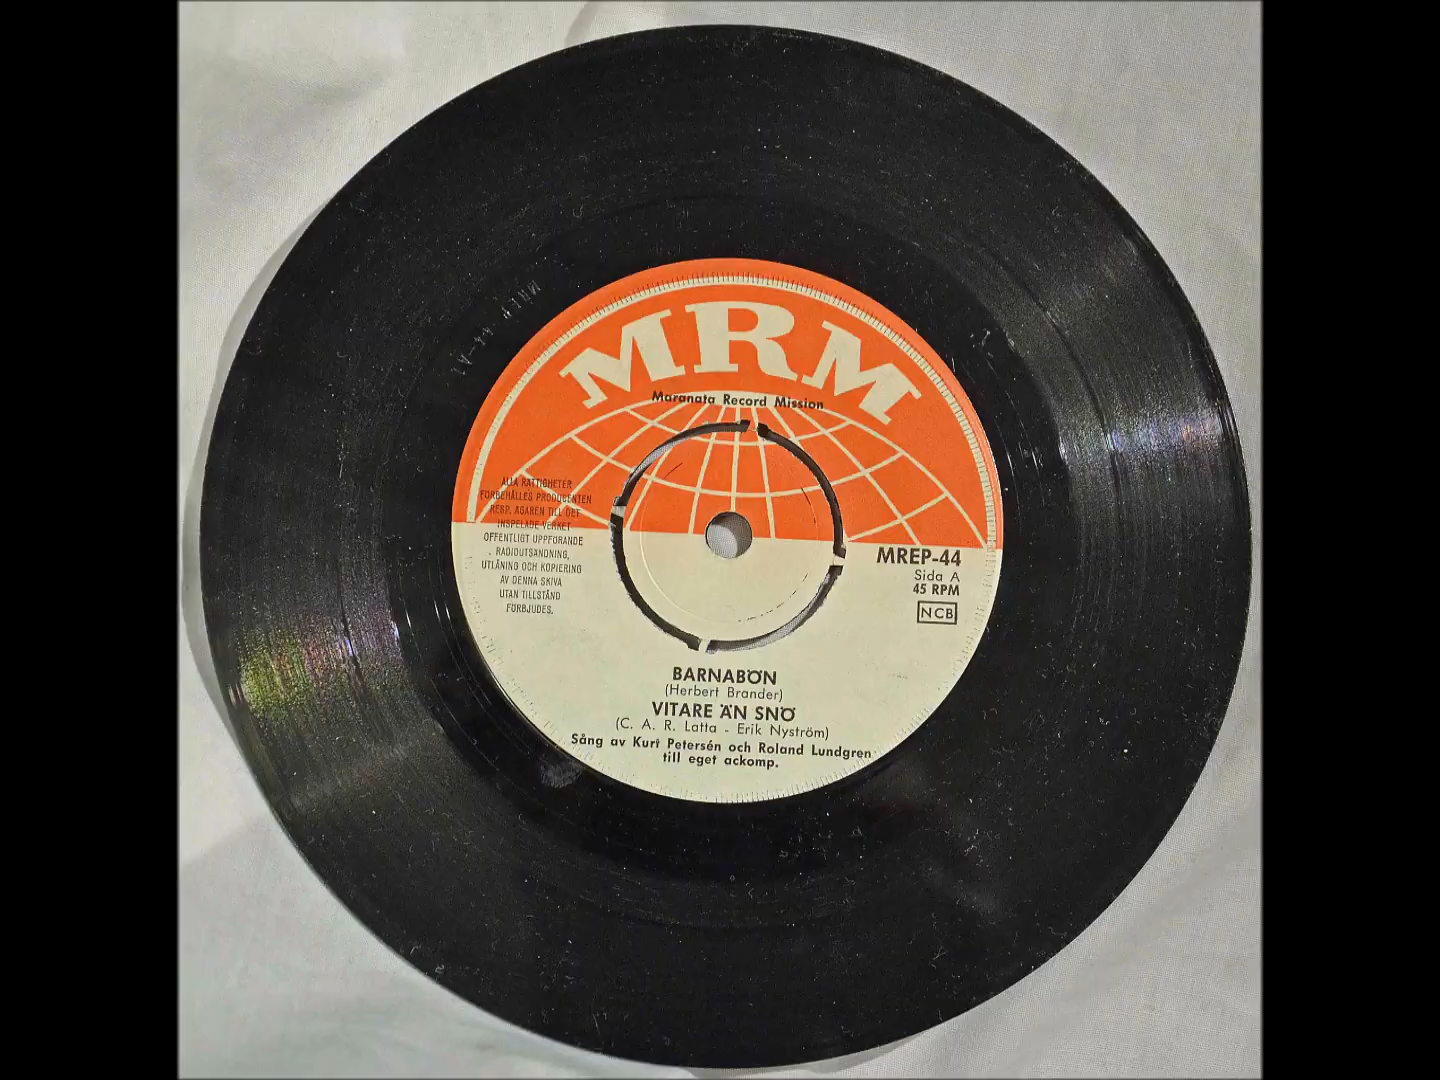 MRM
Maranata Record Mission
ALLA RÄTTIGHETER
FÖRBEHÅLLES PRODUCENTEN
RESP. ÄGAREN TILL DET
INSPELADE VERKET
OFFENTLIGT UPPFÖRANDE
RADIOUTSÄNDNING,
UTLÅNING OCH KOPIERING
AV DENNA SKIVA
UTAN TILLSTÅND
FÖRBJUDES.
MREP-44
Sida A
45 RPM
NCB
BARNABÖN
(Herbert Brander)
VITARE ÄN SNÖ
(C. A. R. Latta - Erik Nyström)
Sång av Kurt Petersén och Roland Lundgren
till eget ackomp.